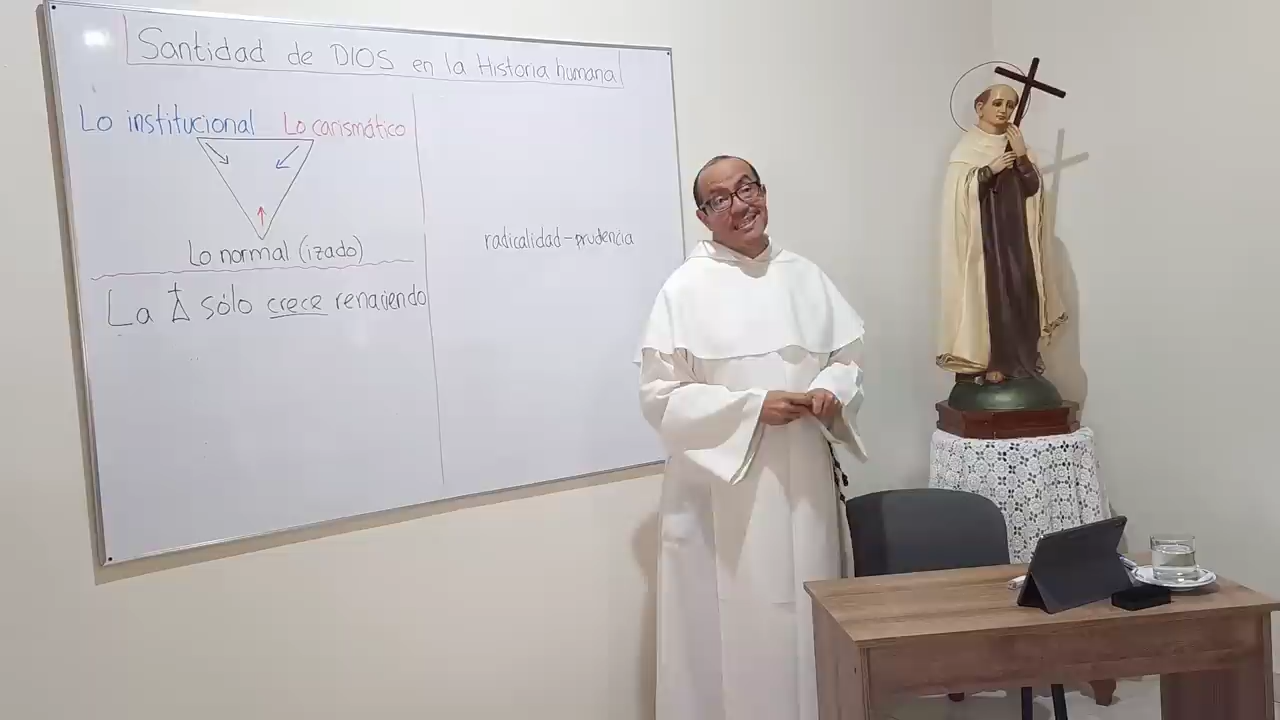 Santidad de DIOS en la Historia humana
Lo institucional Lo carismático
Lo normal (izado)
La sólo crece renaciendo
radicalidad-prudencia